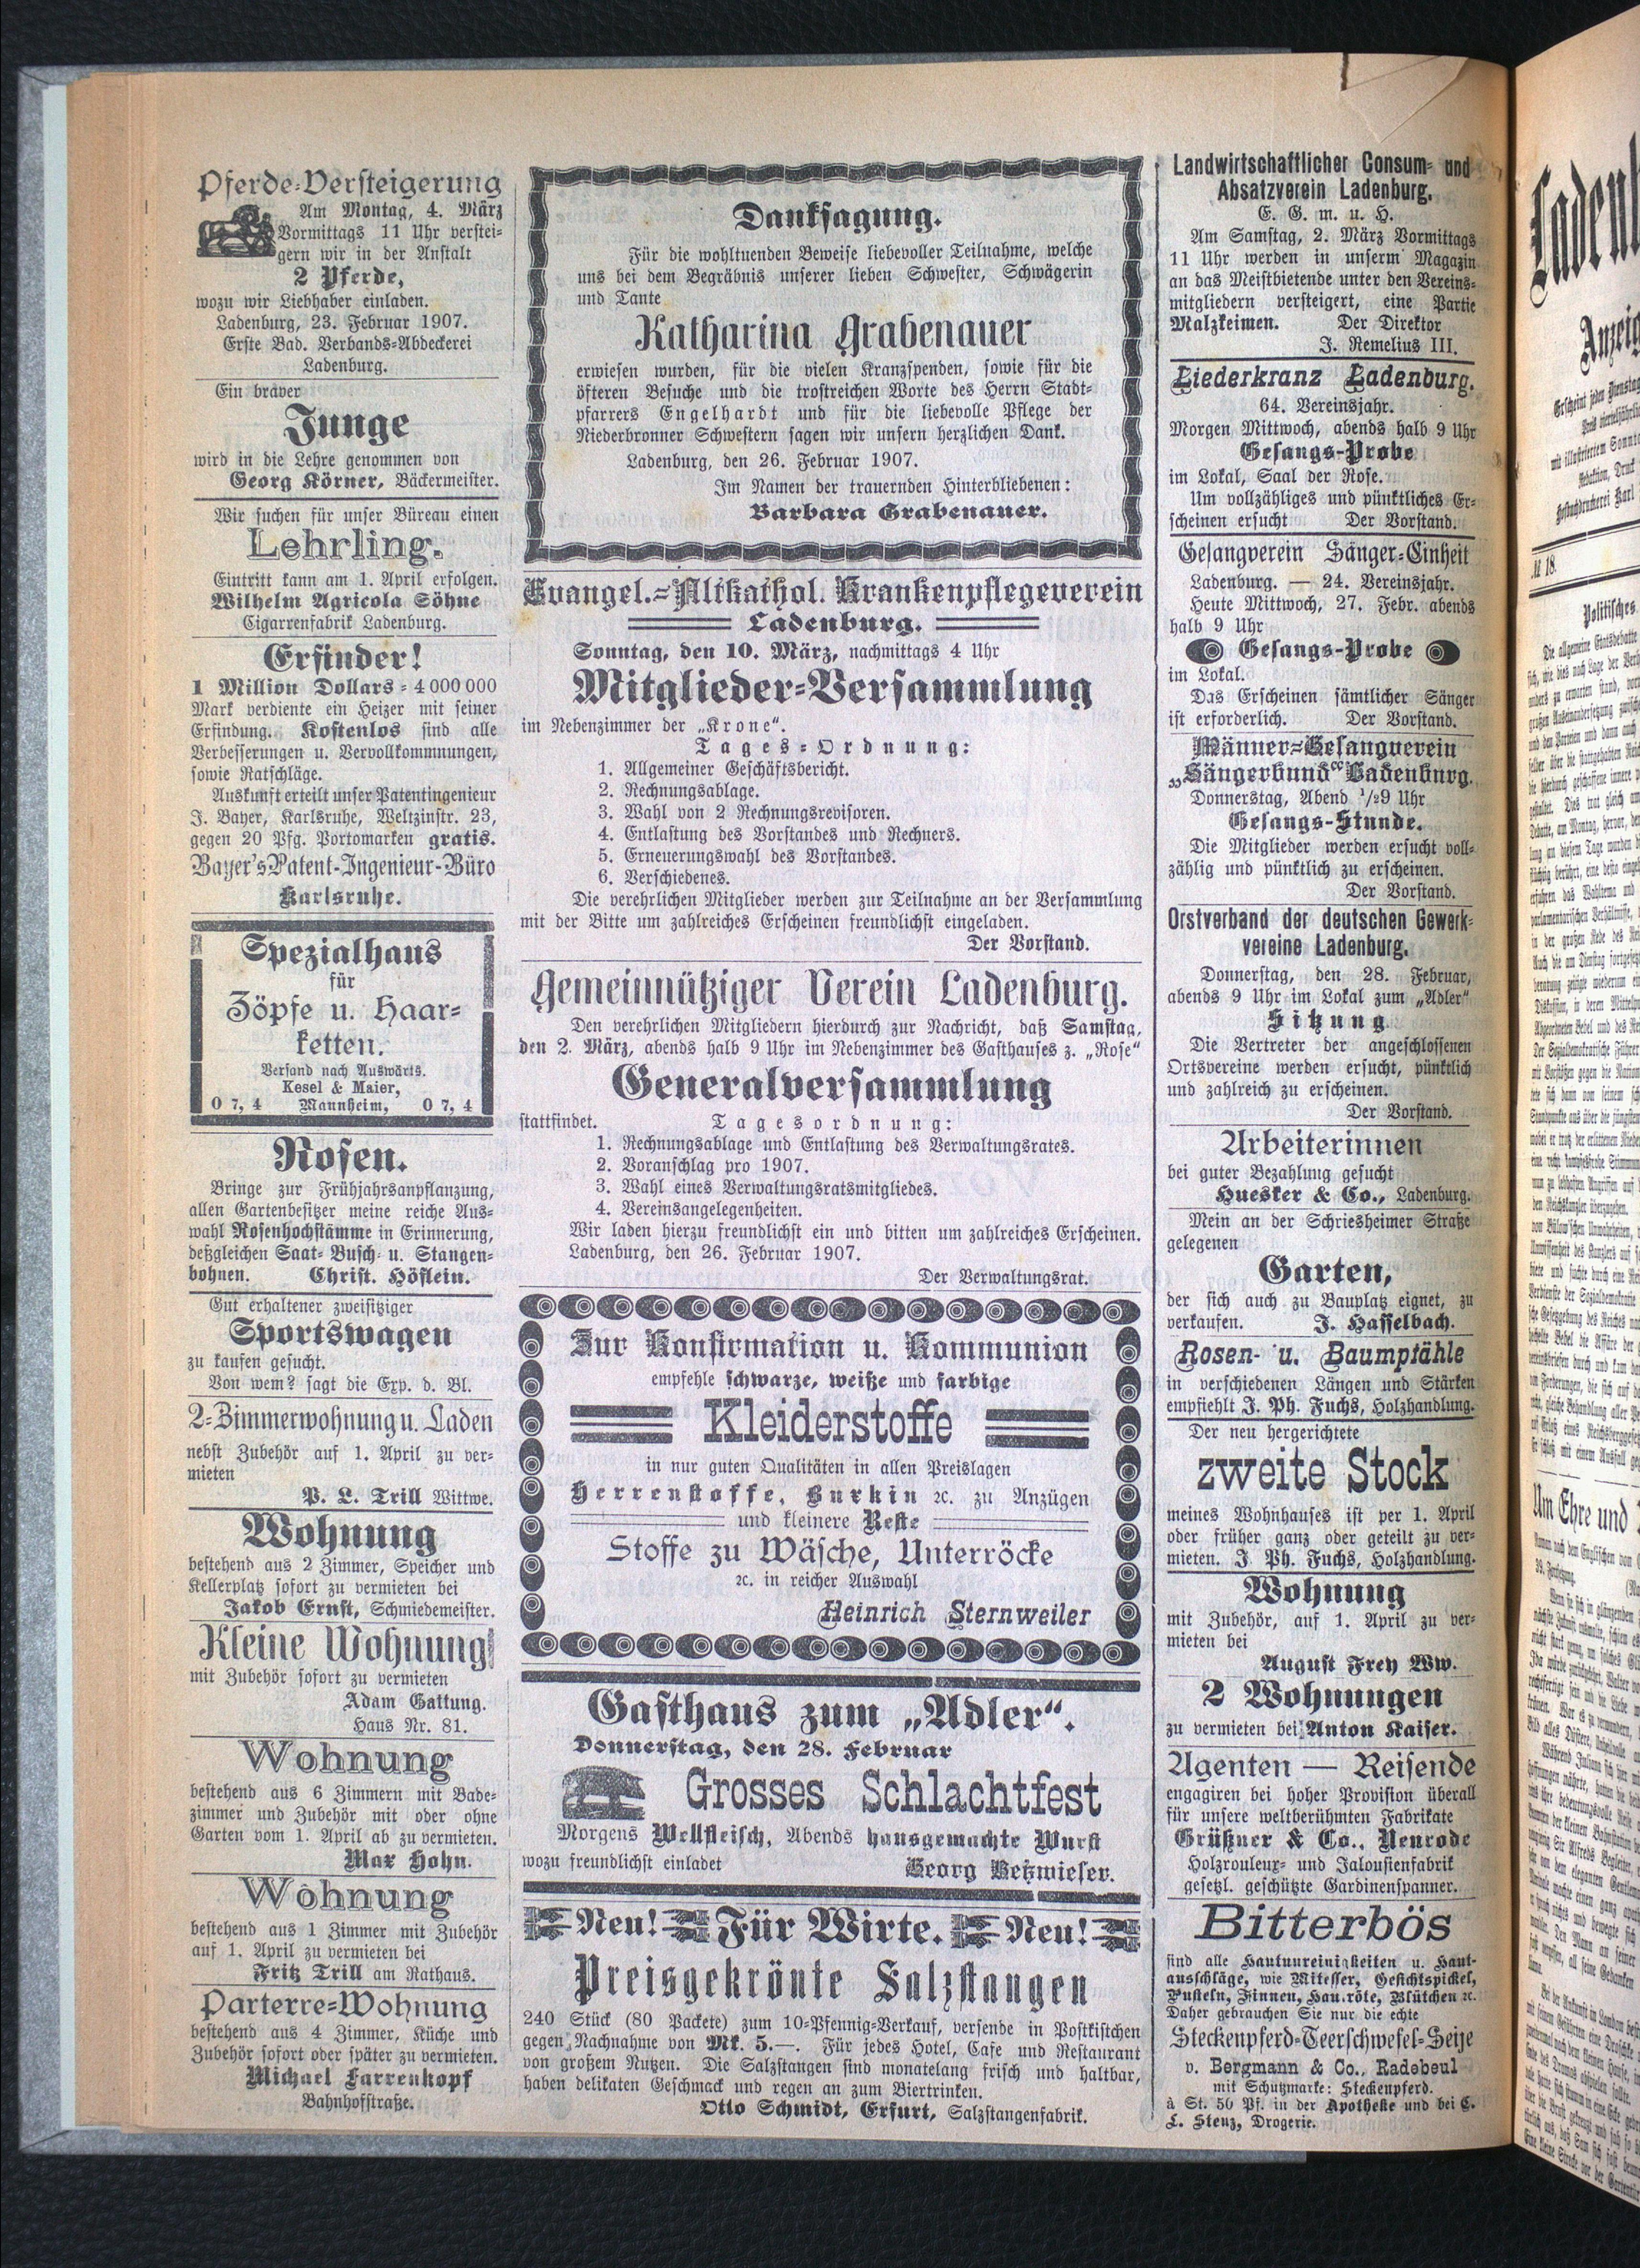 Pferde-Versteigerung
Am Montag, 4. März
Vormittags 11 Uhr verstei-
gern wir in der Anstalt
2 Pferde,
wozu wir Liebhaber einladen.
Ladenburg, 23. Februar 1907.
Erste Bad. Verbands-Abdeckerei
Ladenburg.
Ein braver
Junge
wird in die Lehre genommen von
Georg Körner, Bäckermeister.
Wir suchen für unser Büreau einen
Lehrling.
Eintritt kann am 1. April erfolgen.
Wilhelm Agricola Söhne
Cigarrenfabrik Ladenburg.
Erfinder!
1 Million Dollars = 4 000 000
Mark verdiente ein Heizer mit seiner
Erfindung. Kostenlos sind alle
Verbesserungen u. Vervollkommnungen,
sowie Ratschläge.
Auskunft erteilt unser Patentingenieur
J. Bayer, Karlsruhe, Weltzinstr. 23,
gegen 20 Pfg. Portomarken gratis.
Bayer's Patent-Ingenieur-Büro
Karlsruhe.
Spezialhaus
für
Zöpfe u. Haar-
ketten.
Versand nach Auswärts.
Kesel & Maier,
O 7, 4 Mannheim, O 7, 4
Rosen.
Bringe zur Frühjahrsanpflanzung,
allen Gartenbesitzer meine reiche Aus-
wahl Rosenhochstämme in Erinnerung,
deßgleichen Saat- Busch- u. Stangen-
bohnen. Christ. Höflein.
Gut erhaltener zweisitziger
Sportswagen
zu kaufen gesucht.
Von wem? sagt die Exp. d. Bl.
2-Zimmerwohnung u. Laden
nebst Zubehör auf 1. April zu ver-
mieten
P. L. Trill Wittwe.
Wohnung
bestehend aus 2 Zimmer, Speicher und
Kellerplatz sofort zu vermieten bei
Jakob Ernst, Schmiedemeister.
Kleine Wohnung
mit Zubehör sofort zu vermieten
Adam Gattung.
Haus Nr. 81.
Wohnung
bestehend aus 6 Zimmern mit Bade-
zimmer und Zubehör mit oder ohne
Garten vom 1. April ab zu vermieten.
Max Hohn.
Wohnung
bestehend aus 1 Zimmer mit Zubehör
auf 1. April zu vermieten bei
Fritz Trill am Rathaus.
Parterre-Wohnung
bestehend aus 4 Zimmer, Küche und
Zubehör sofort oder später zu vermieten.
Michael Farrenkopf
Bahnhofstraße.
Danksagung.
Für die wohltuenden Beweise liebevoller Teilnahme, welche
uns bei dem Begräbnis unserer lieben Schwester, Schwägerin
und Tante
Katharina Grabenauer
erwiesen wurden, für die vielen Kranzspenden, sowie für die
öfteren Besuche und die trostreichen Worte des Herrn Stadt-
pfarrers Engelhardt und für die liebevolle Pflege der
Niederbronner Schwestern sagen wir unsern herzlichen Dank.
Ladenburg, den 26. Februar 1907.
Im Namen der trauernden Hinterbliebenen:
Barbara Grabenauer.
Evangel.-Altkathol. Krankenpflegeverein
Ladenburg.
Sonntag, den 10. März, nachmittags 4 Uhr
Mitglieder-Versammlung
im Nebenzimmer der „Krone“.
Tages-Ordnung:
1. Allgemeiner Geschäftsbericht.
2. Rechnungsablage.
3. Wahl von 2 Rechnungsrevisoren.
4. Entlastung des Vorstandes und Rechners.
5. Erneuerungswahl des Vorstandes.
6. Verschiedenes.
Die verehrlichen Mitglieder werden zur Teilnahme an der Versammlung
mit der Bitte um zahlreiches Erscheinen freundlichst eingeladen.
Der Vorstand.
Gemeinnütziger Verein Ladenburg.
Den verehrlichen Mitgliedern hierdurch zur Nachricht, daß Samstag,
den 2. März, abends halb 9 Uhr im Nebenzimmer des Gasthauses z. „Rose“
Generalversammlung
stattfindet. Tagesordnung:
1. Rechnungsablage und Entlastung des Verwaltungsrates.
2. Voranschlag pro 1907.
3. Wahl eines Verwaltungsratsmitgliedes.
4. Vereinsangelegenheiten.
Wir laden hierzu freundlichst ein und bitten um zahlreiches Erscheinen.
Ladenburg, den 26. Februar 1907.
Der Verwaltungsrat.
Zur Konfirmation u. Kommunion
empfehle schwarze, weiße und farbige
Kleiderstoffe
in nur guten Qualitäten in allen Preislagen
Herrenstoffe, Burkin ꝛc. zu Anzügen
und kleinere Reste
Stoffe zu Wäsche, Unterröcke
ꝛc. in reicher Auswahl
Heinrich Sternweiler
Gasthaus zum „Adler“.
Donnerstag, den 28. Februar
Grosses Schlachtfest
Morgens Wellfleisch, Abends hausgemachte Wurst
wozu freundlichst einladet Georg Betzwieser.
Neu! Für Wirte. Neu!
Preisgekrönte Salzstangen
240 Stück (80 Packete) zum 10-Pfennig-Verkauf, versende in Postkistchen
gegen Nachnahme von Mk. 5.—. Für jedes Hotel, Cafe und Restaurant
von großem Nutzen. Die Salzstangen sind monatelang frisch und haltbar,
haben delikaten Geschmack und regen an zum Biertrinken.
Otto Schmidt, Erfurt, Salzstangenfabrik.
Landwirtschaftlicher Consum- und
Absatzverein Ladenburg.
E. G. m. u. H.
Am Samstag, 2. März Vormittags
11 Uhr werden in unserm Magazin
an das Meistbietende unter den Vereins-
mitgliedern versteigert, eine Partie
Malzkeimen. Der Direktor
J. Remelius III.
Liederkranz Ladenburg.
64. Vereinsjahr.
Morgen Mittwoch, abends halb 9 Uhr
Gesangs-Probe
im Lokal, Saal der Rose.
Um vollzähliges und pünktliches Er-
scheinen ersucht Der Vorstand.
Gesangverein Sänger-Einheit
Ladenburg. — 24. Vereinsjahr.
Heute Mittwoch, 27. Febr. abends
halb 9 Uhr
Gesangs-Probe
im Lokal.
Das Erscheinen sämtlicher Sänger
ist erforderlich. Der Vorstand.
Männer-Gesangverein
„Sängerbund“ Ladenburg.
Donnerstag, Abend 1/29 Uhr
Gesangs-Stunde.
Die Mitglieder werden ersucht voll-
zählig und pünktlich zu erscheinen.
Der Vorstand.
Orstverband der deutschen Gewerk-
vereine Ladenburg.
Donnerstag, den 28. Februar,
abends 9 Uhr im Lokal zum „Adler“
Sitzung
Die Vertreter der angeschlossenen
Ortsvereine werden ersucht, pünktlich
und zahlreich zu erscheinen.
Der Vorstand.
Arbeiterinnen
bei guter Bezahlung gesucht
Huesker & Co., Ladenburg.
Mein an der Schriesheimer Straße
gelegenen
Garten,
der sich auch zu Bauplatz eignet, zu
verkaufen. J. Hasselbach.
Rosen- u. Baumpfähle
in verschiedenen Längen und Stärken
empfiehlt J. Ph. Fuchs, Holzhandlung.
Der neu hergerichtete
zweite Stock
meines Wohnhauses ist per 1. April
oder früher ganz oder geteilt zu ver-
mieten. J. Ph. Fuchs, Holzhandlung.
Wohnung
mit Zubehör, auf 1. April zu ver-
mieten bei
August Frey Ww.
2 Wohnungen
zu vermieten bei Anton Kaiser.
Agenten — Reisende
engagiren bei hoher Provision überall
für unsere weltberühmten Fabrikate
Grüßner & Co., Neurode
Holzrouleux- und Jalousienfabrik
gesetzl. geschützte Gardinenspanner.
Bitterbös
sind alle Hautunreinigkeiten u. Haut-
ausschläge, wie Mitesser, Gesichtspickel,
Pusteln, Finnen, Hautröte, Blütchen ꝛc.
Daher gebrauchen Sie nur die echte
Steckenpferd-Teerschwefel-Seife
v. Bergmann & Co., Radebeul
mit Schutzmarke: Steckenpferd.
à St. 50 Pf. in der Apotheke und bei C.
L. Stenz, Drogerie.
№ 18.
Politisches.
Um Ehre und